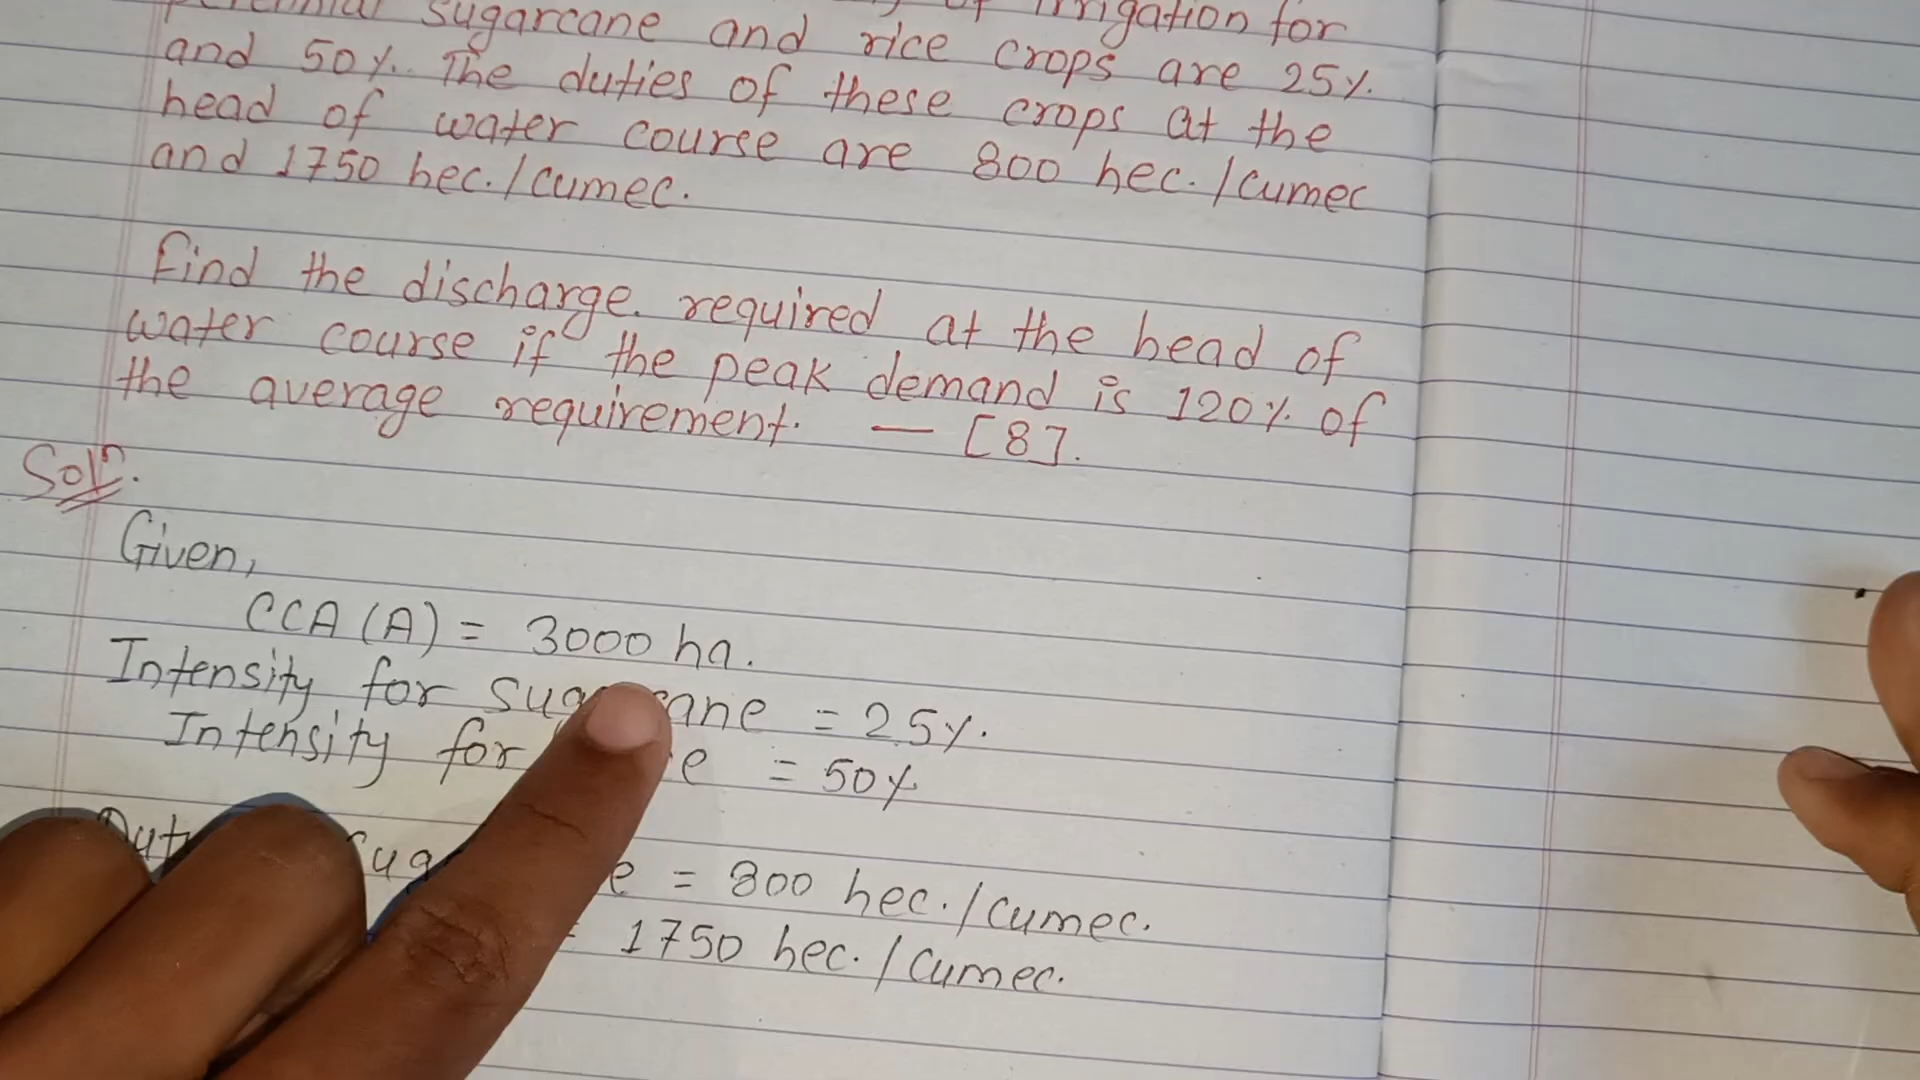 sugarcane and rice crops are 25%.
and 50%. The duties of these crops at the
head of water course are 800 hec./cumec
and 1750 hec./cumec.
Find the discharge. required at the head of
water course if the peak demand is 120% of
the average requirement. — [8].
Solⁿ.
Given,
CCA (A) = 3000 ha.
Intensity for = 25%.
Intensity for = 50%
= 800 hec./cumec.
= 1750 hec./cumec.